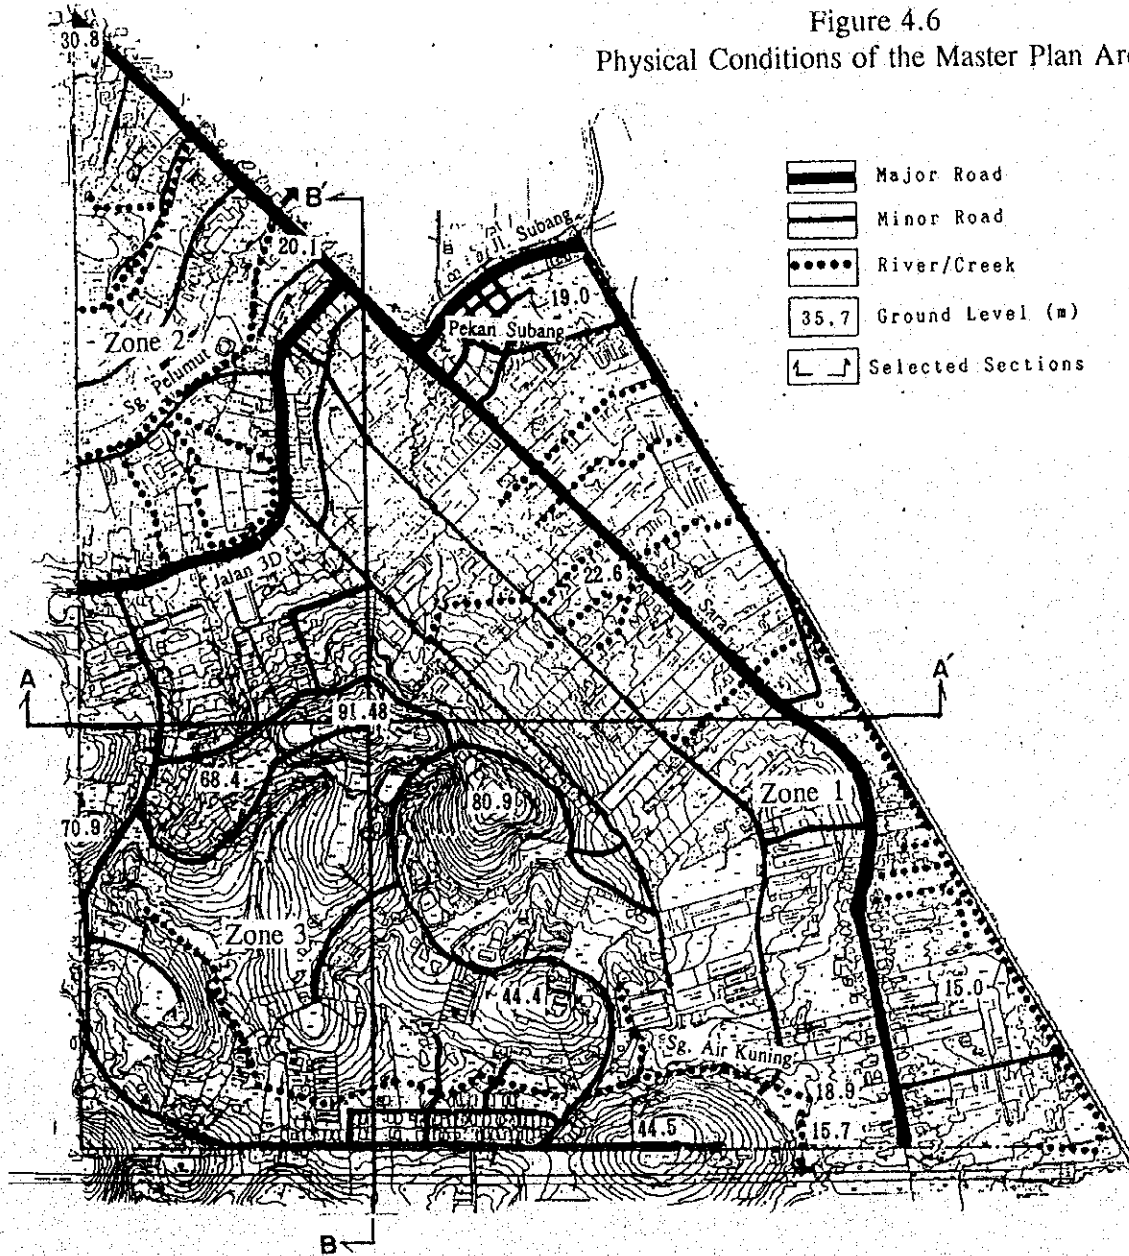 Figure 4.6
Physical Conditions of the Master Plan Are
Major Road
Minor Road
River/Creek
35.7 Ground Level (m)
Selected Sections
30.8
B'
20.1
Jl. Subang
19.0
Pekan Subang
Zone 2
Sg. Pelumut
22.6
Jalan 3D
A
A'
91.48
68.4
80.9
Zone 1
70.9
Zone 3
44.4
15.0
Sg. Air Kuning
18.9
44.5
15.7
B